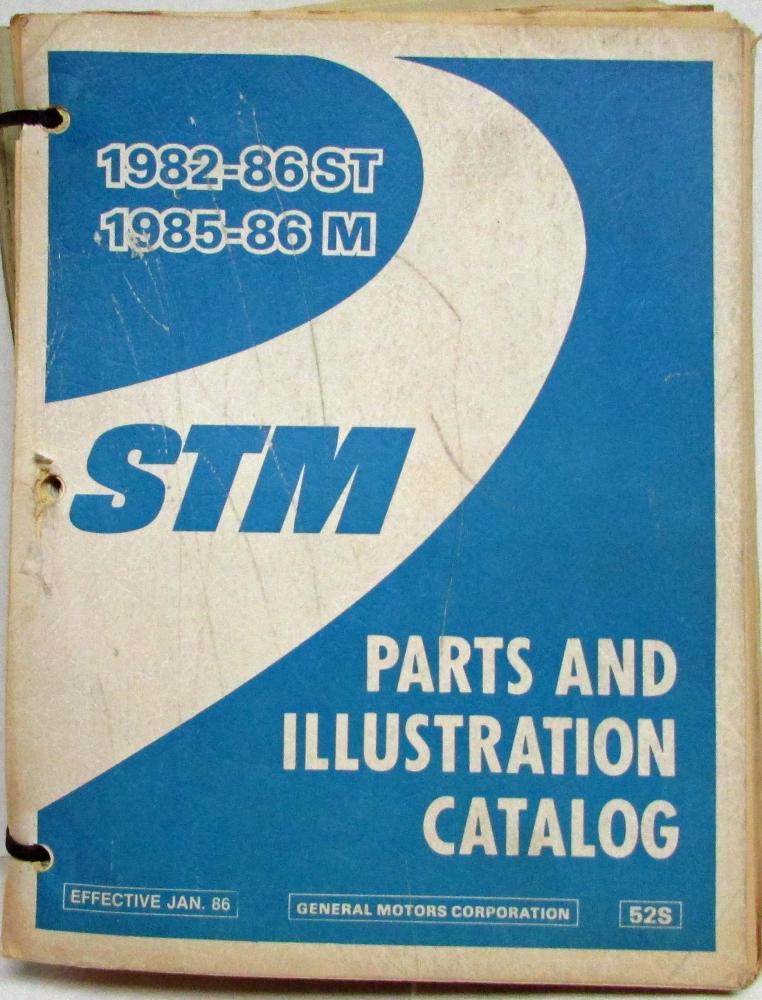 1982-86 ST
1985-86 M
STM
PARTS AND
ILLUSTRATION
CATALOG
EFFECTIVE JAN. 86
GENERAL MOTORS CORPORATION
52S